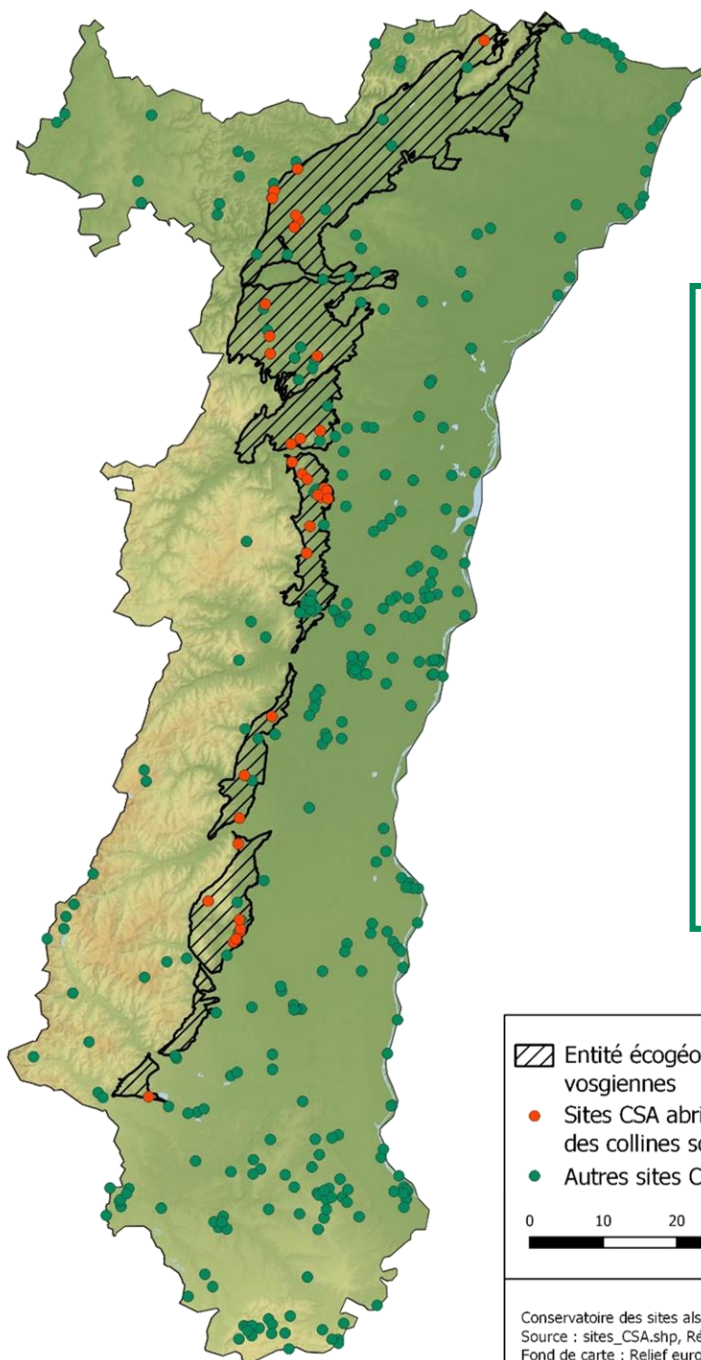 Entité écogéo
vosgiennes
Sites CSA abri
des collines so
Autres sites C
0 10 20
Conservatoire des sites als
Source : sites_CSA.shp, Ré
Fond de carte : Relief euro